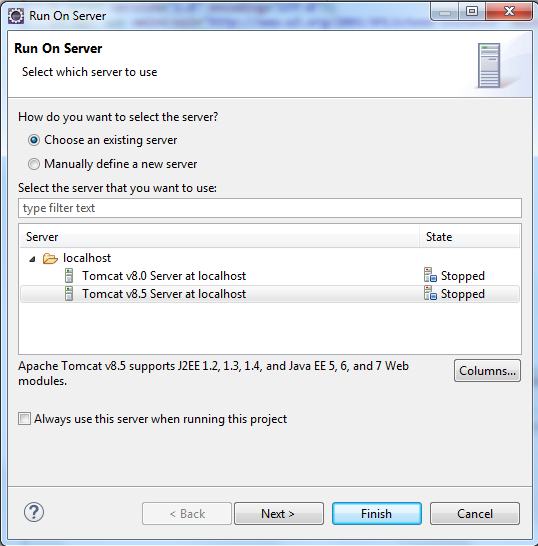 Run On Server
Run On Server
Select which server to use
How do you want to select the server?
Choose an existing server
Manually define a new server
Select the server that you want to use:
type filter text
Server State
localhost
Tomcat v8.0 Server at localhost Stopped
Tomcat v8.5 Server at localhost Stopped
Apache Tomcat v8.5 supports J2EE 1.2, 1.3, 1.4, and Java EE 5, 6, and 7 Web
modules.
Columns...
Always use this server when running this project
?
< Back Next > Finish Cancel